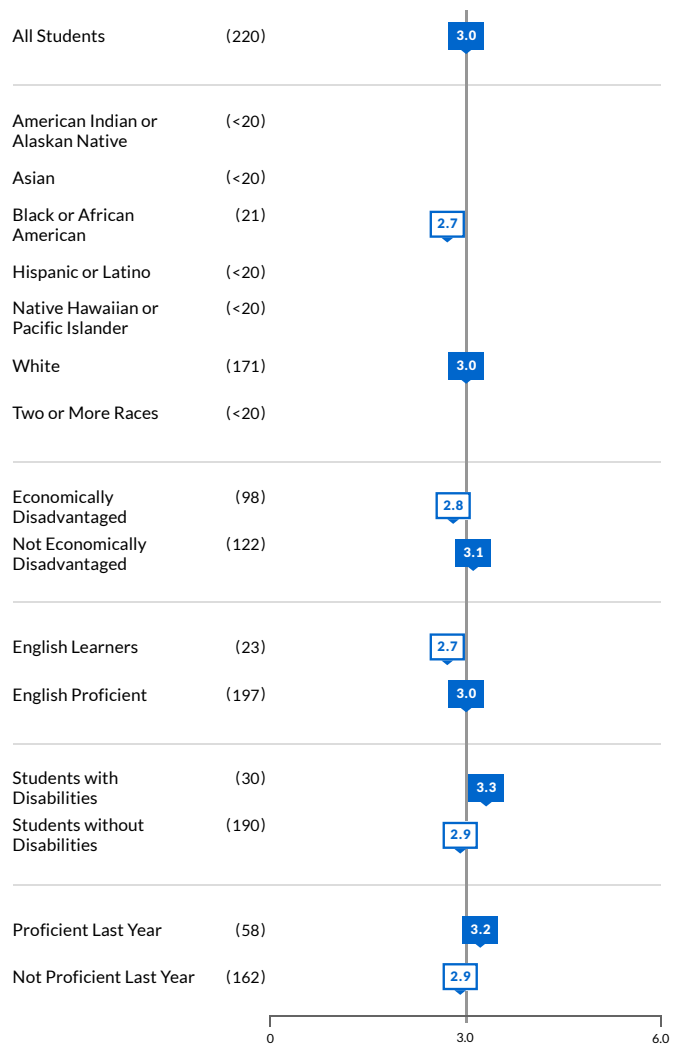 All Students (220) 3.0
American Indian or (<20)
Alaskan Native
Asian (<20)
Black or African (21) 2.7
American
Hispanic or Latino (<20)
Native Hawaiian or (<20)
Pacific Islander
White (171) 3.0
Two or More Races (<20)
Economically (98) 2.8
Disadvantaged
Not Economically (122) 3.1
Disadvantaged
English Learners (23) 2.7
English Proficient (197) 3.0
Students with (30) 3.3
Disabilities
Students without (190) 2.9
Disabilities
Proficient Last Year (58) 3.2
Not Proficient Last Year (162) 2.9
0 3.0 6.0